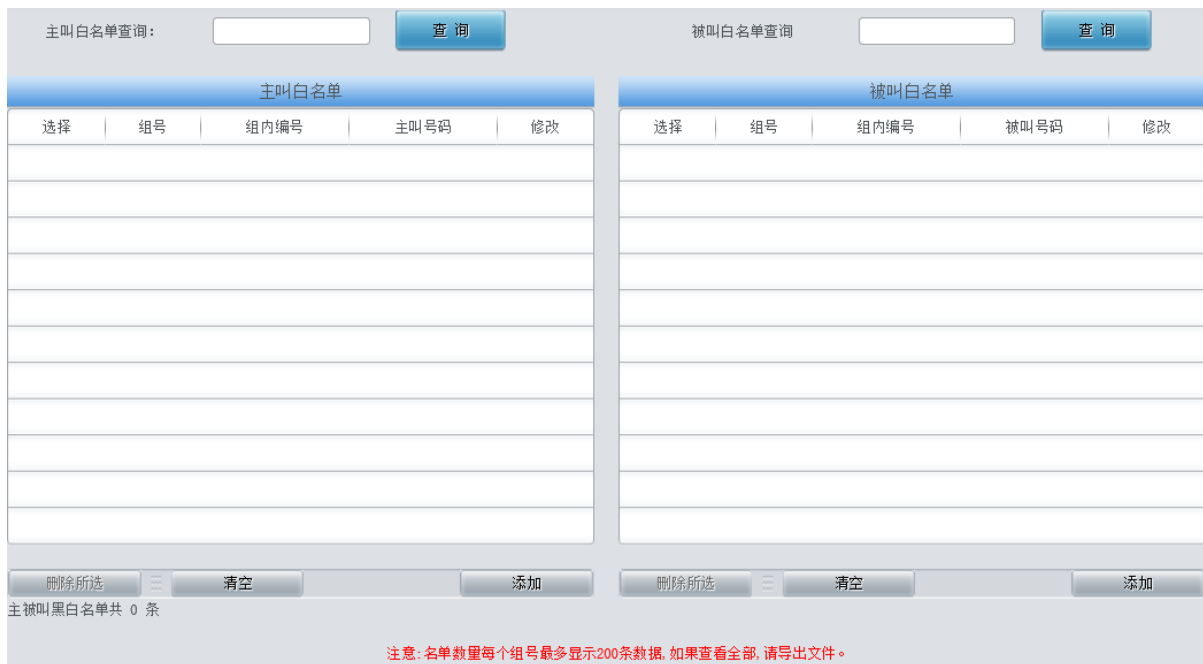 主叫白名单查询： 查 询 被叫白名单查询 查 询
主叫白名单 被叫白名单
选择 组号 组内编号 主叫号码 修改 选择 组号 组内编号 被叫号码 修改
删除所选 清空 添加 删除所选 清空 添加
主被叫黑白名单共 0 条
注意:名单数量每个组号最多显示200条数据,如果查看全部,请导出文件。